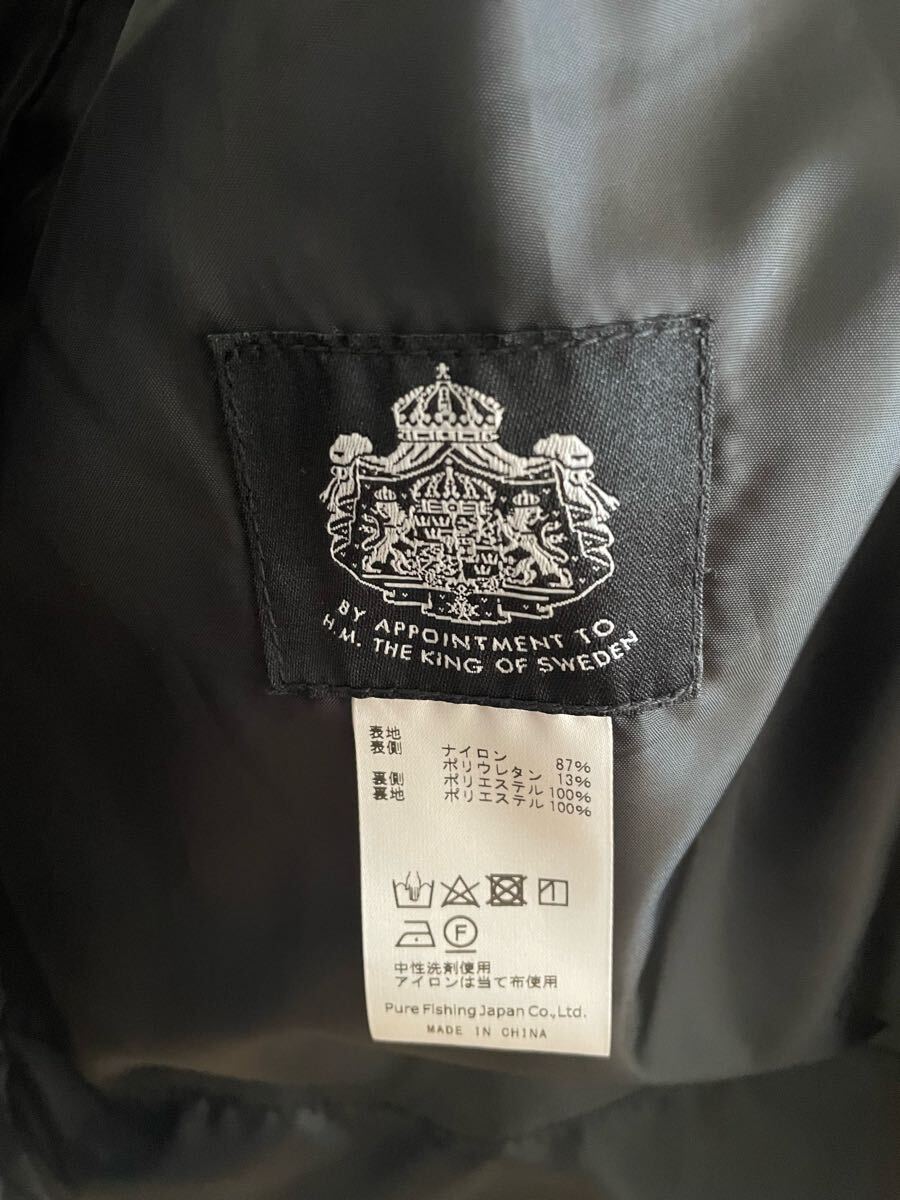 BY APPOINTMENT TO
H.M. THE KING OF SWEDEN
表地
表側 ナイロン 87%
ポリウレタン 13%
裏側 ポリエステル 100%
裏地 ポリエステル 100%
F
中性洗剤使用
アイロンは当て布使用
Pure Fishing Japan Co.,Ltd.
MADE IN CHINA